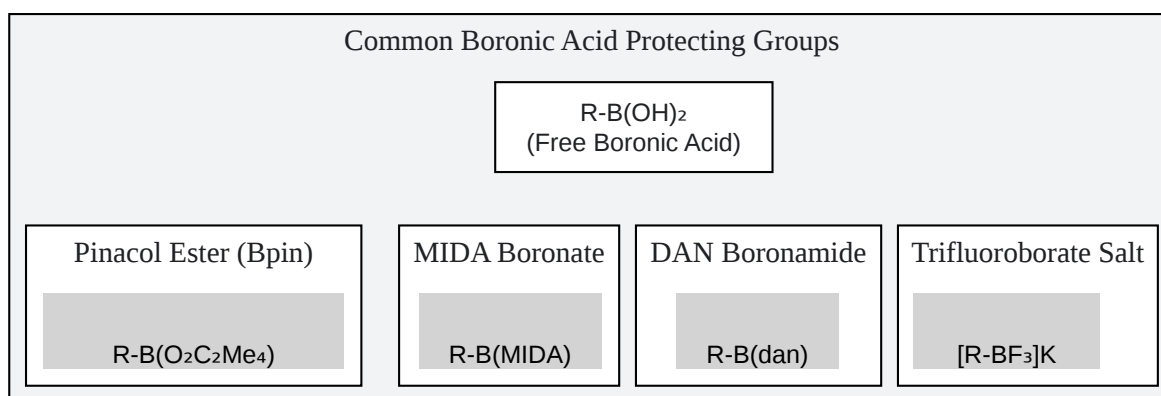 Common Boronic Acid Protecting Groups
R-B(OH)₂
(Free Boronic Acid)
Pinacol Ester (Bpin)
MIDA Boronate
DAN Boronamide
Trifluoroborate Salt
R-B(O₂C₂Me₄)
R-B(MIDA)
R-B(dan)
[R-BF₃]K